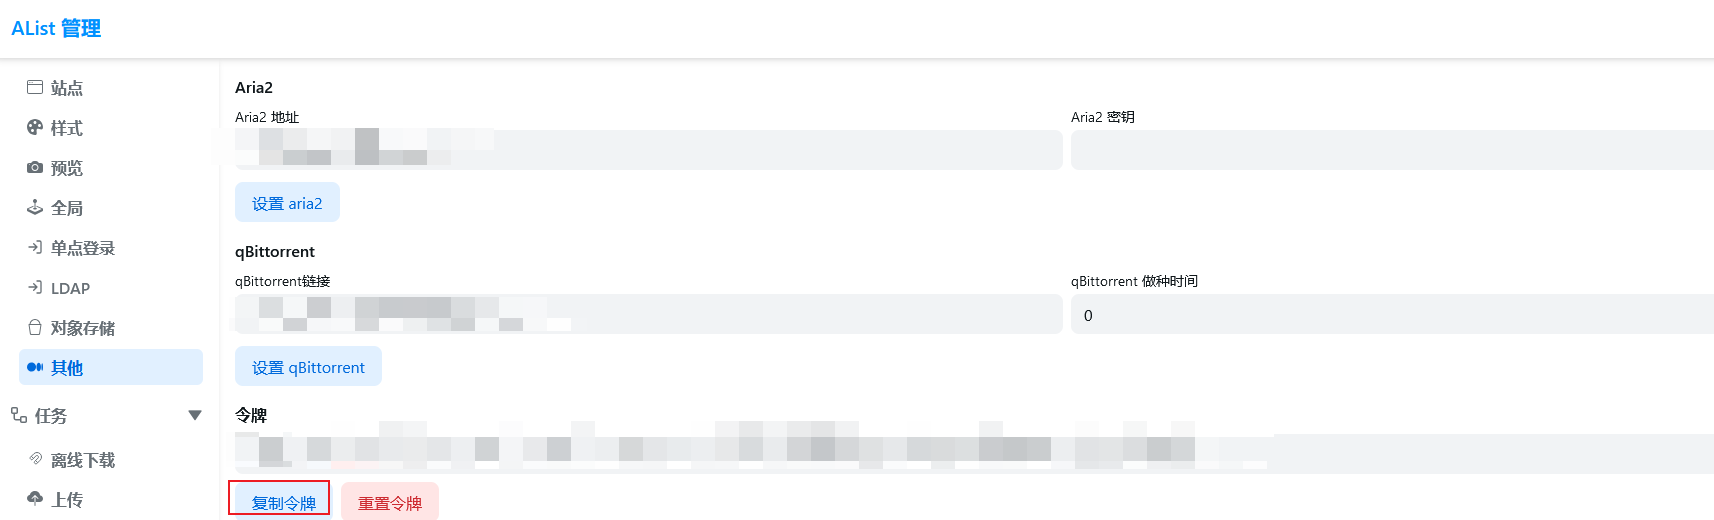 AList 管理
站点
样式
预览
全局
单点登录
LDAP
对象存储
其他
任务
离线下载
上传
Aria2
Aria2 地址
Aria2 密钥
设置 aria2
qBittorrent
qBittorrent链接
qBittorrent 做种时间
0
设置 qBittorrent
令牌
复制令牌
重置令牌